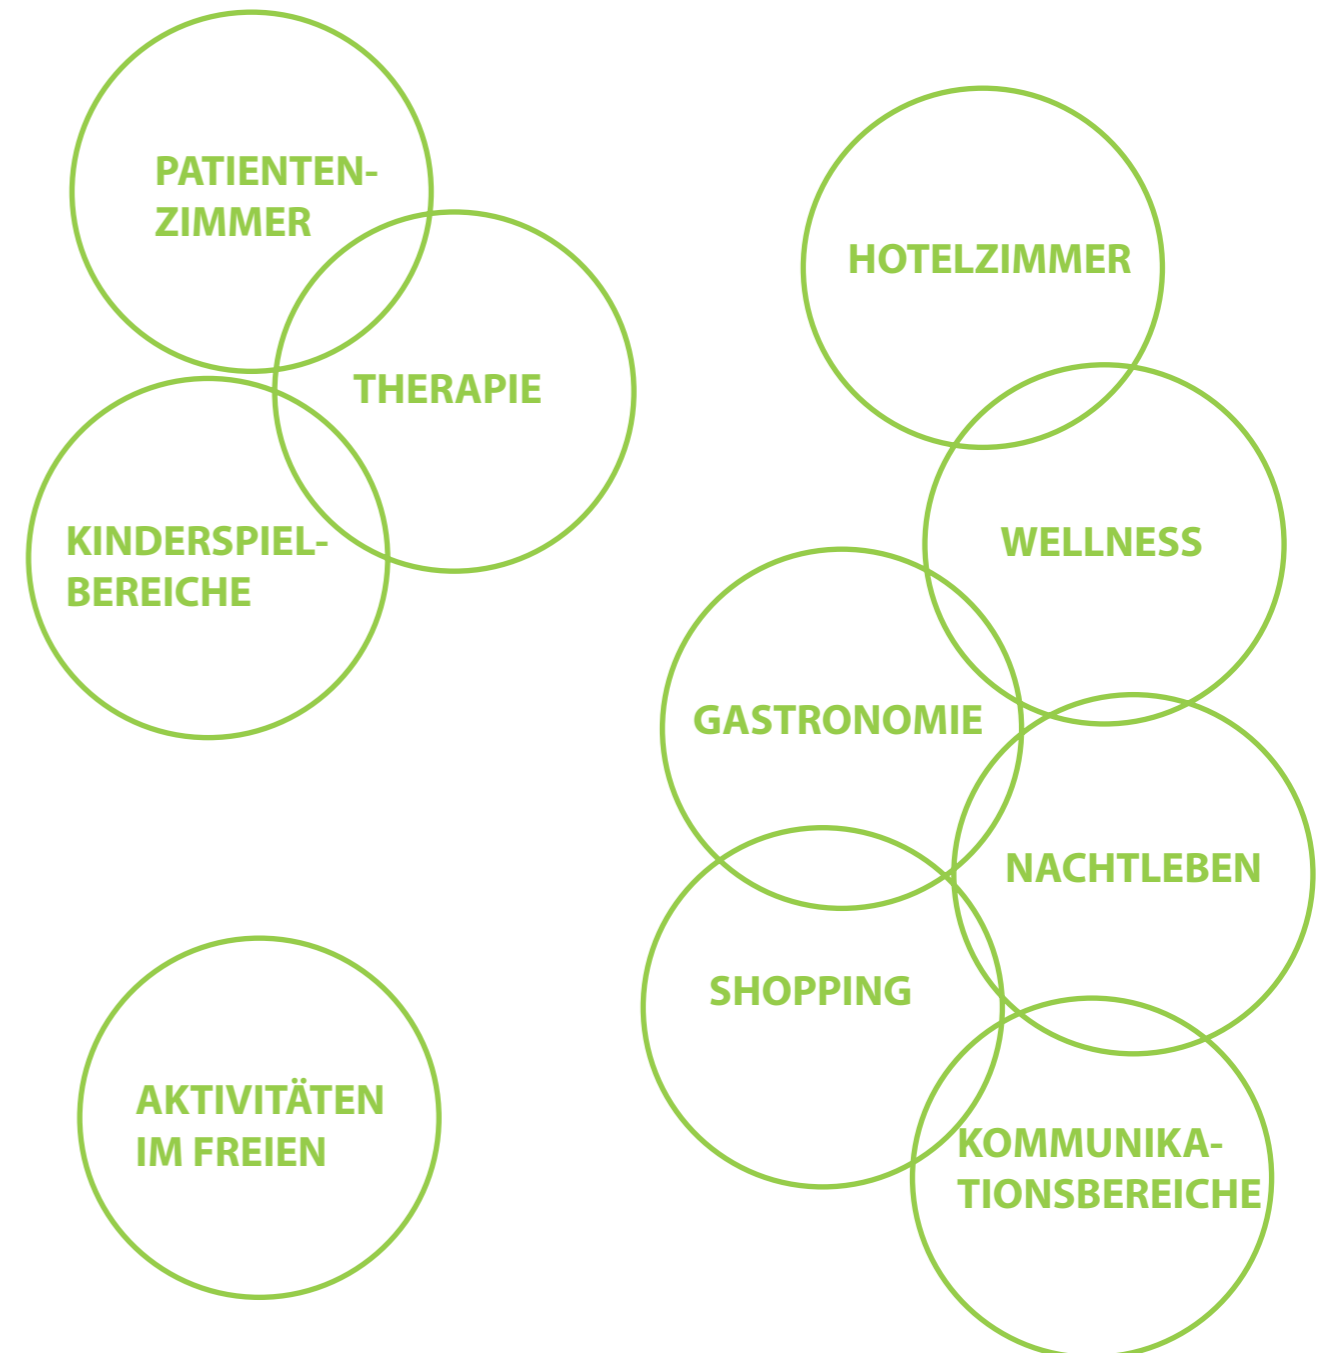 PATIENTEN-
ZIMMER
THERAPIE
KINDERSPIEL-
BEREICHE
HOTELZIMMER
WELLNESS
GASTRONOMIE
NACHTLEBEN
SHOPPING
KOMMUNIKA-
TIONSBEREICHE
AKTIVITÄTEN
IM FREIEN